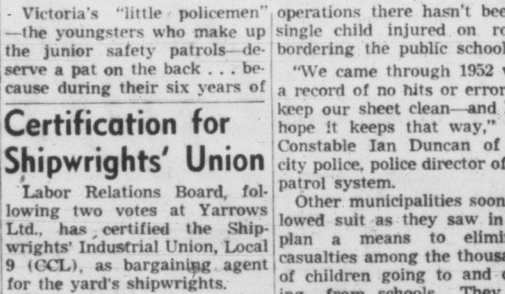 Victoria's "little policemen"
—the youngsters who make up
the junior safety patrols—de-
serve a pat on the back . . . be-
cause during their six years of
Certification for
Shipwrights' Union
Labor Relations Board, fol-
lowing two votes at Yarrows
Ltd., has certified the Ship-
wrights' Industrial Union, Local
9 (CCL), as bargaining agent
for the yard's shipwrights.
operations there hasn't
single child injured on
bordering the public
"We came through 1952
a record of no hits or
keep our sheet clean—and
hope it keeps that way,"
Constable Ian Duncan of
city police, police director of
patrol system.
Other municipalities soon
lowed suit as they saw in
plan a means to
casualties among the
of children going to and
from schools. They